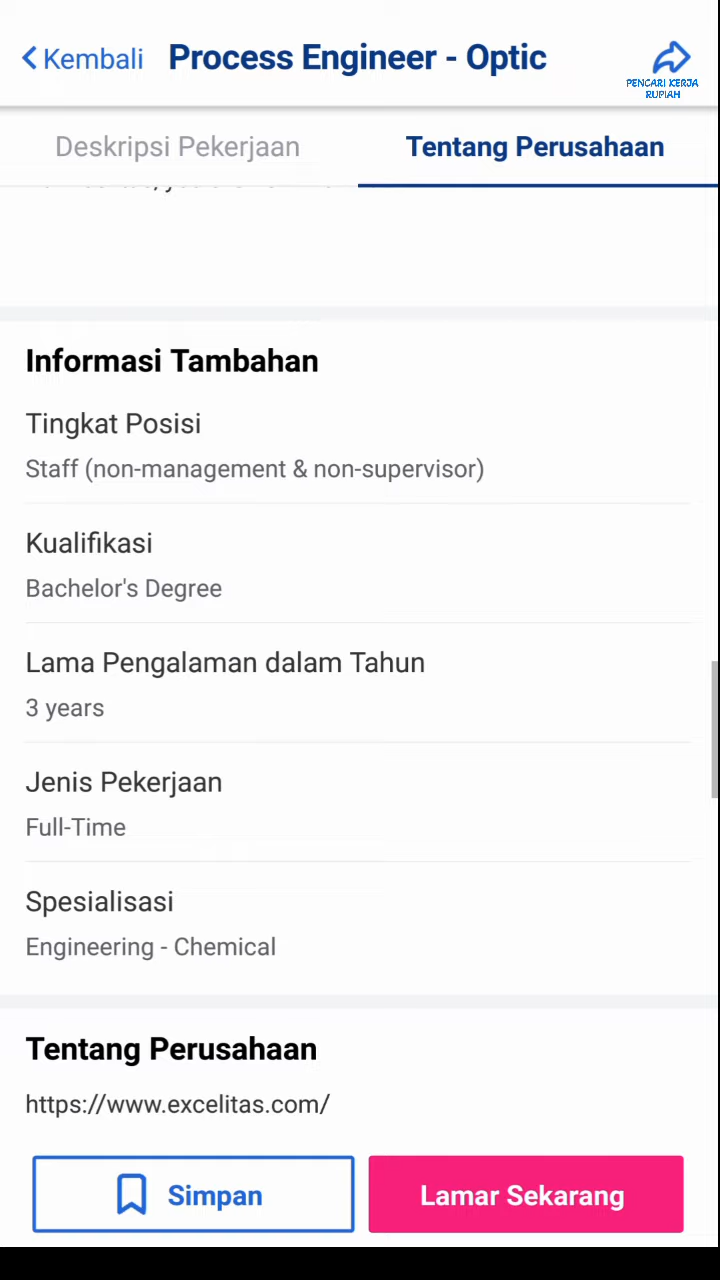 Kembali
Process Engineer - Optic
PENCARI KERJA
RUPIAH
Deskripsi Pekerjaan
Tentang Perusahaan
Informasi Tambahan
Tingkat Posisi
Staff (non-management & non-supervisor)
Kualifikasi
Bachelor's Degree
Lama Pengalaman dalam Tahun
3 years
Jenis Pekerjaan
Full-Time
Spesialisasi
Engineering - Chemical
Tentang Perusahaan
https://www.excelitas.com/
Simpan
Lamar Sekarang